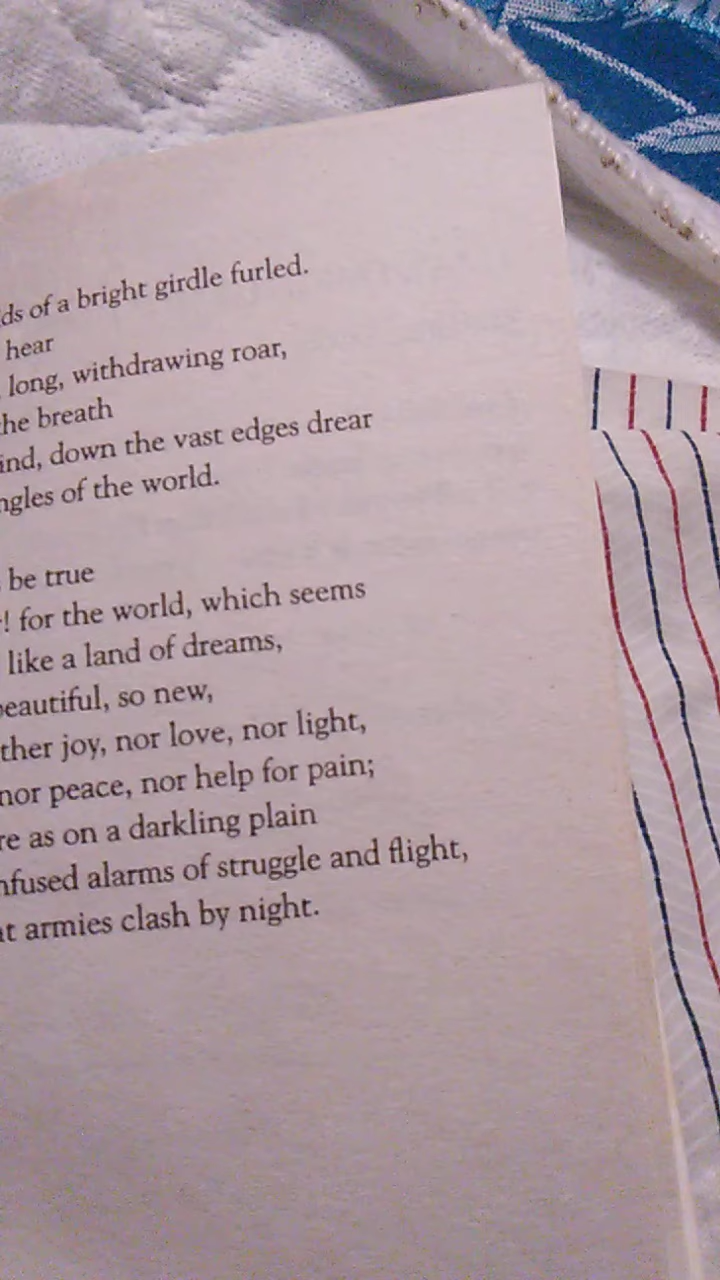 ds of a bright girdle furled.
hear
long, withdrawing roar,
the breath
ind, down the vast edges drear
ngles of the world.
be true
! for the world, which seems
like a land of dreams,
beautiful, so new,
ther joy, nor love, nor light,
nor peace, nor help for pain;
re as on a darkling plain
nfused alarms of struggle and flight,
t armies clash by night.